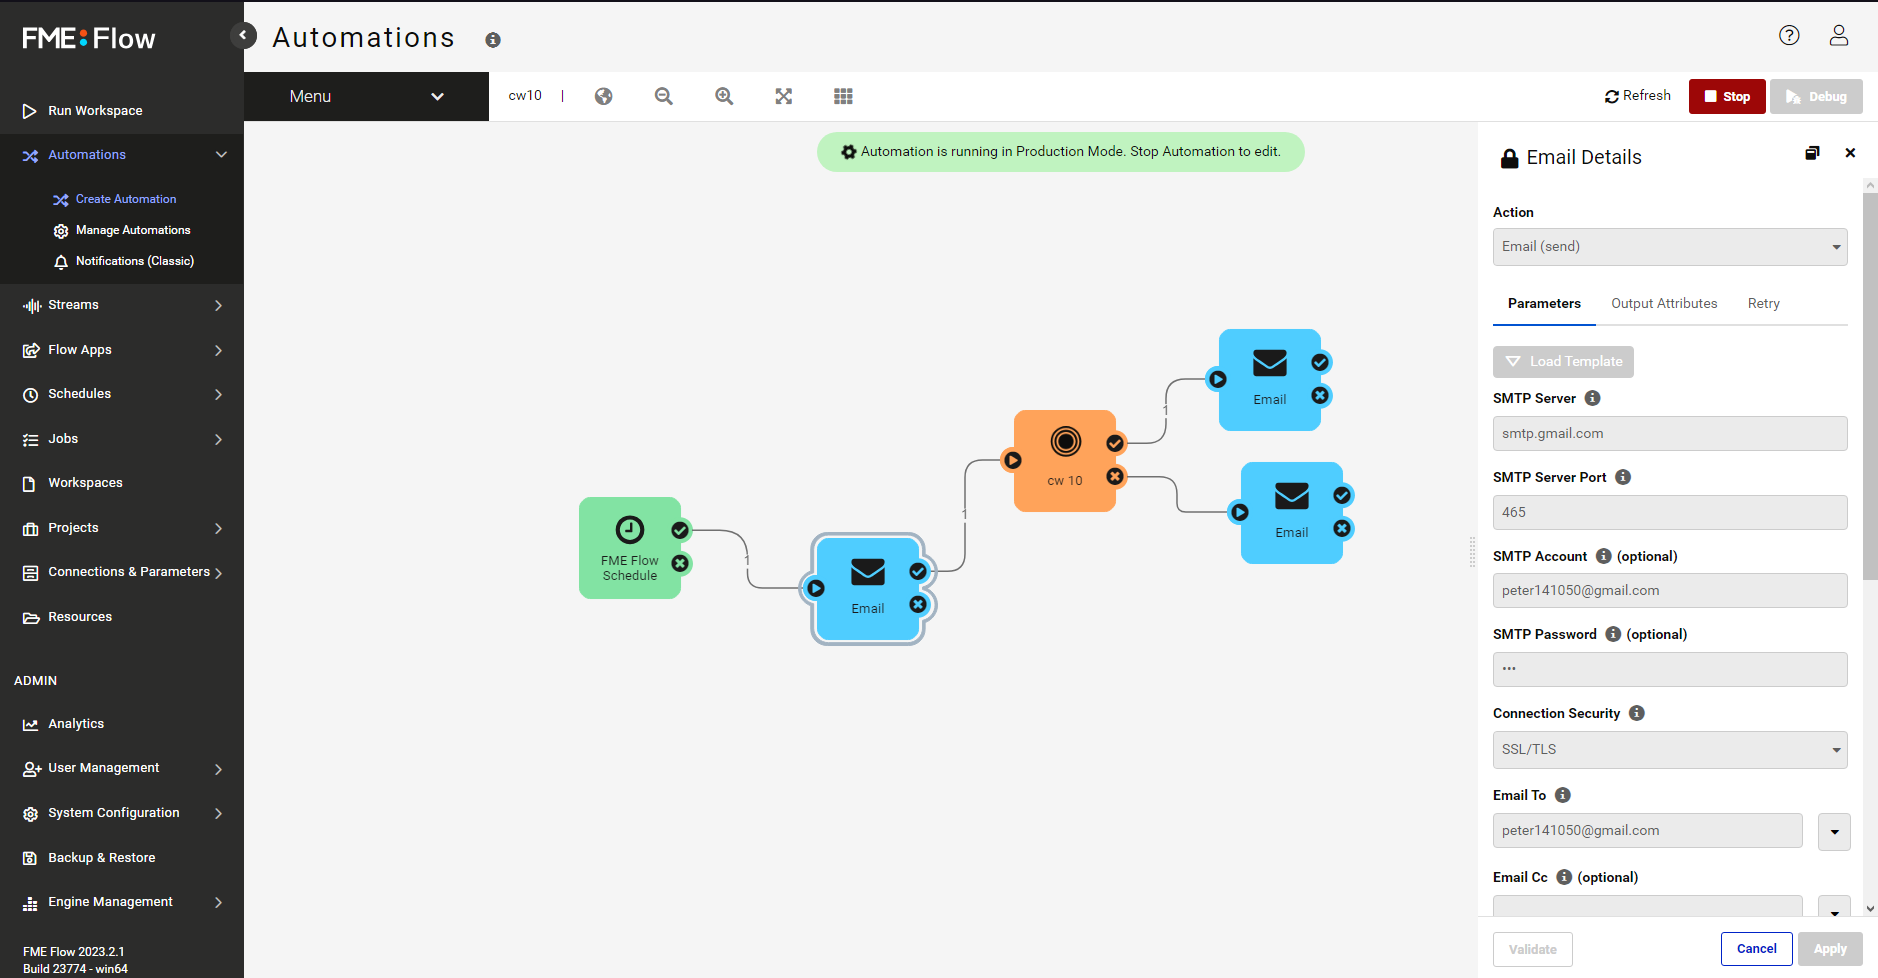 FME:Flow
Automations
Menu
cw10
Refresh
Stop
Debug
Run Workspace
Automations
Create Automation
Manage Automations
Notifications (Classic)
Streams
Flow Apps
Schedules
Jobs
Workspaces
Projects
Connections & Parameters
Resources
ADMIN
Analytics
User Management
System Configuration
Backup & Restore
Engine Management
FME Flow 2023.2.1
Build 23774 - win64
Automation is running in Production Mode. Stop Automation to edit.
FME Flow
Schedule
1
Email
1
cw 10
1
Email
Email
Email Details
Action
Email (send)
Parameters
Output Attributes
Retry
Load Template
SMTP Server
smtp.gmail.com
SMTP Server Port
465
SMTP Account (optional)
peter141050@gmail.com
SMTP Password (optional)
•••
Connection Security
SSL/TLS
Email To
peter141050@gmail.com
Email Cc (optional)
Validate
Cancel
Apply